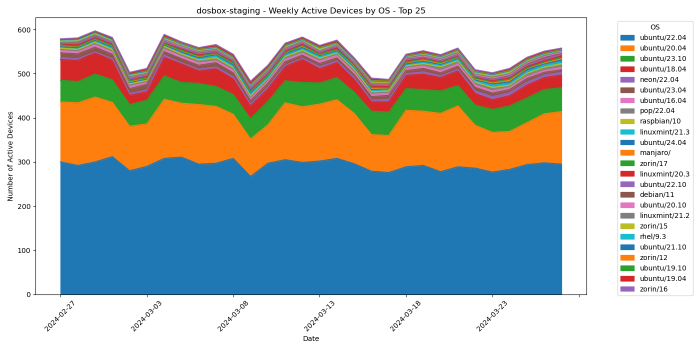 dosbox-staging - Weekly Active Devices by OS - Top 25
Number of Active Devices
600
500
400
300
200
100
0
2024-02-27
2024-03-03
2024-03-08
2024-03-13
2024-03-18
2024-03-23
Date
OS
ubuntu/22.04
ubuntu/20.04
ubuntu/23.10
ubuntu/18.04
neon/22.04
ubuntu/23.04
ubuntu/16.04
pop/22.04
raspbian/10
linuxmint/21.3
ubuntu/24.04
manjaro/
zorin/17
linuxmint/20.3
ubuntu/22.10
debian/11
ubuntu/20.10
linuxmint/21.2
zorin/15
rhel/9.3
ubuntu/21.10
zorin/12
ubuntu/19.10
ubuntu/19.04
zorin/16